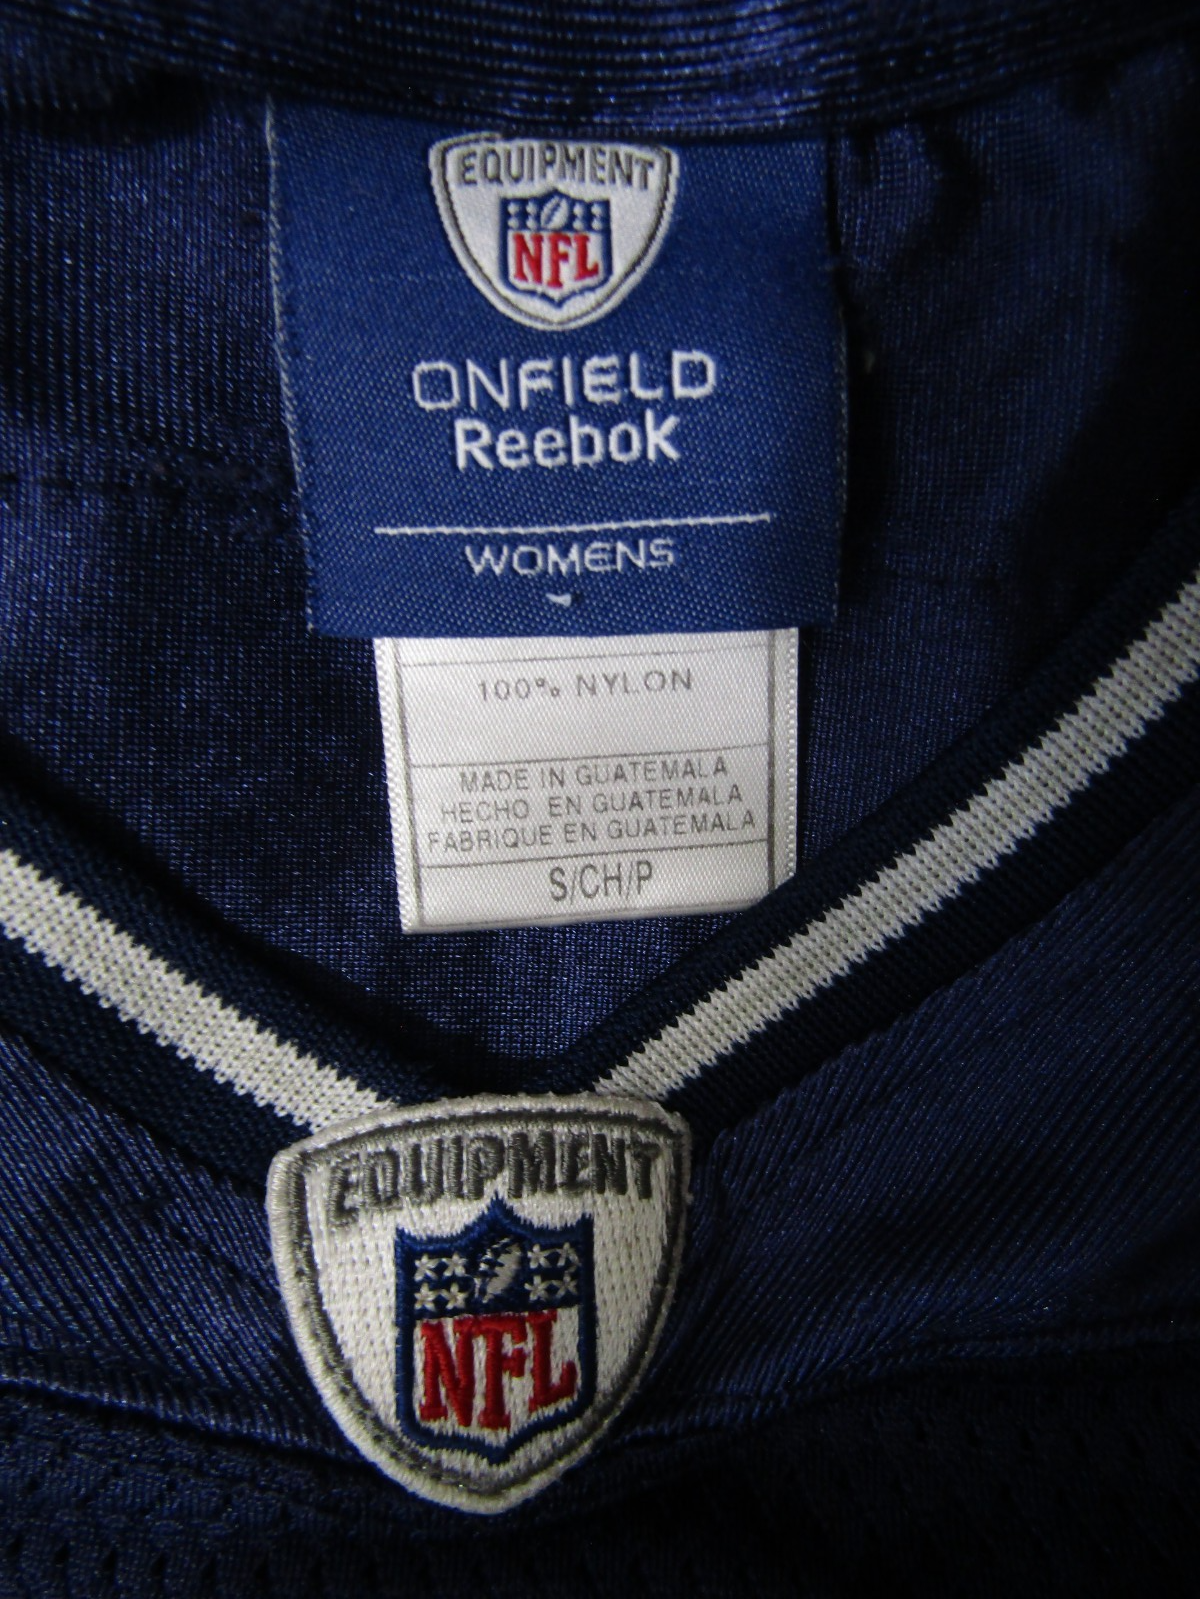 EQUIPMENT
NFL
ONFIELD
Reebok
WOMENS
100% NYLON
MADE IN GUATEMALA
HECHO EN GUATEMALA
FABRIQUE EN GUATEMALA
S/CH/P
EQUIPMENT
NFL